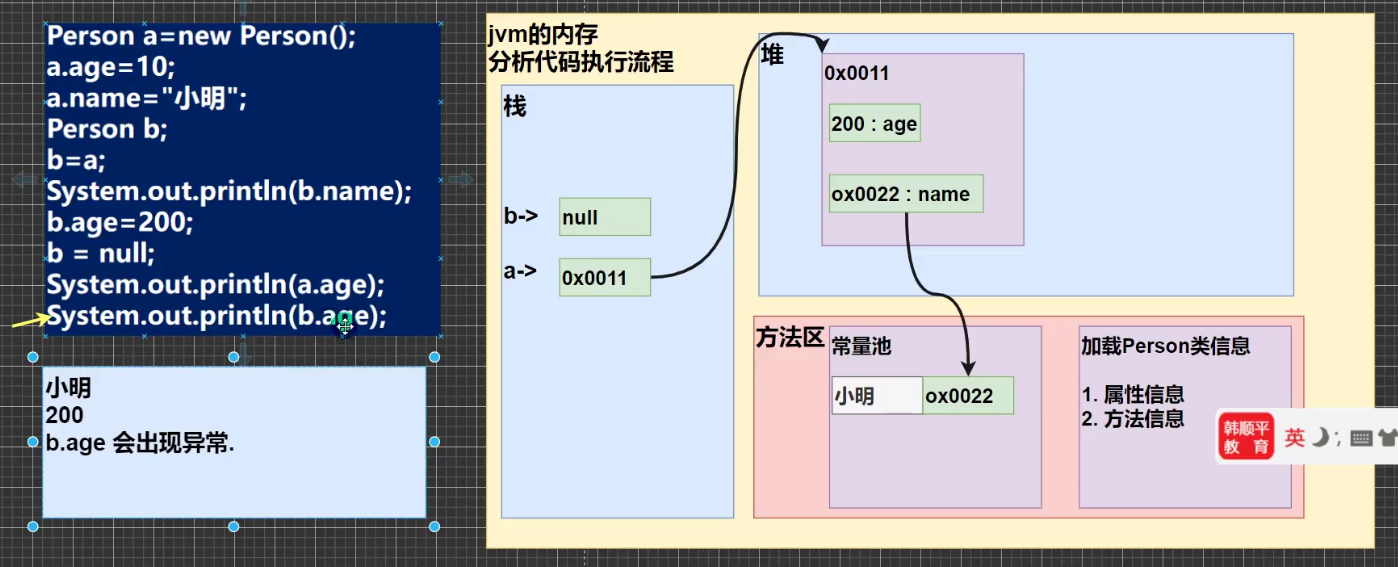 Person a=new Person();
a.age=10;
a.name="小明";
Person b;
b=a;
System.out.println(b.name);
b.age=200;
b = null;
System.out.println(a.age);
System.out.println(b.age);
小明
200
b.age 会出现异常.
jvm的内存
分析代码执行流程
栈
b->
null
a->
0x0011
堆
0x0011
200 : age
ox0022 : name
方法区
常量池
小明
ox0022
加载Person类信息
1. 属性信息
2. 方法信息
韩顺平
教 育
英